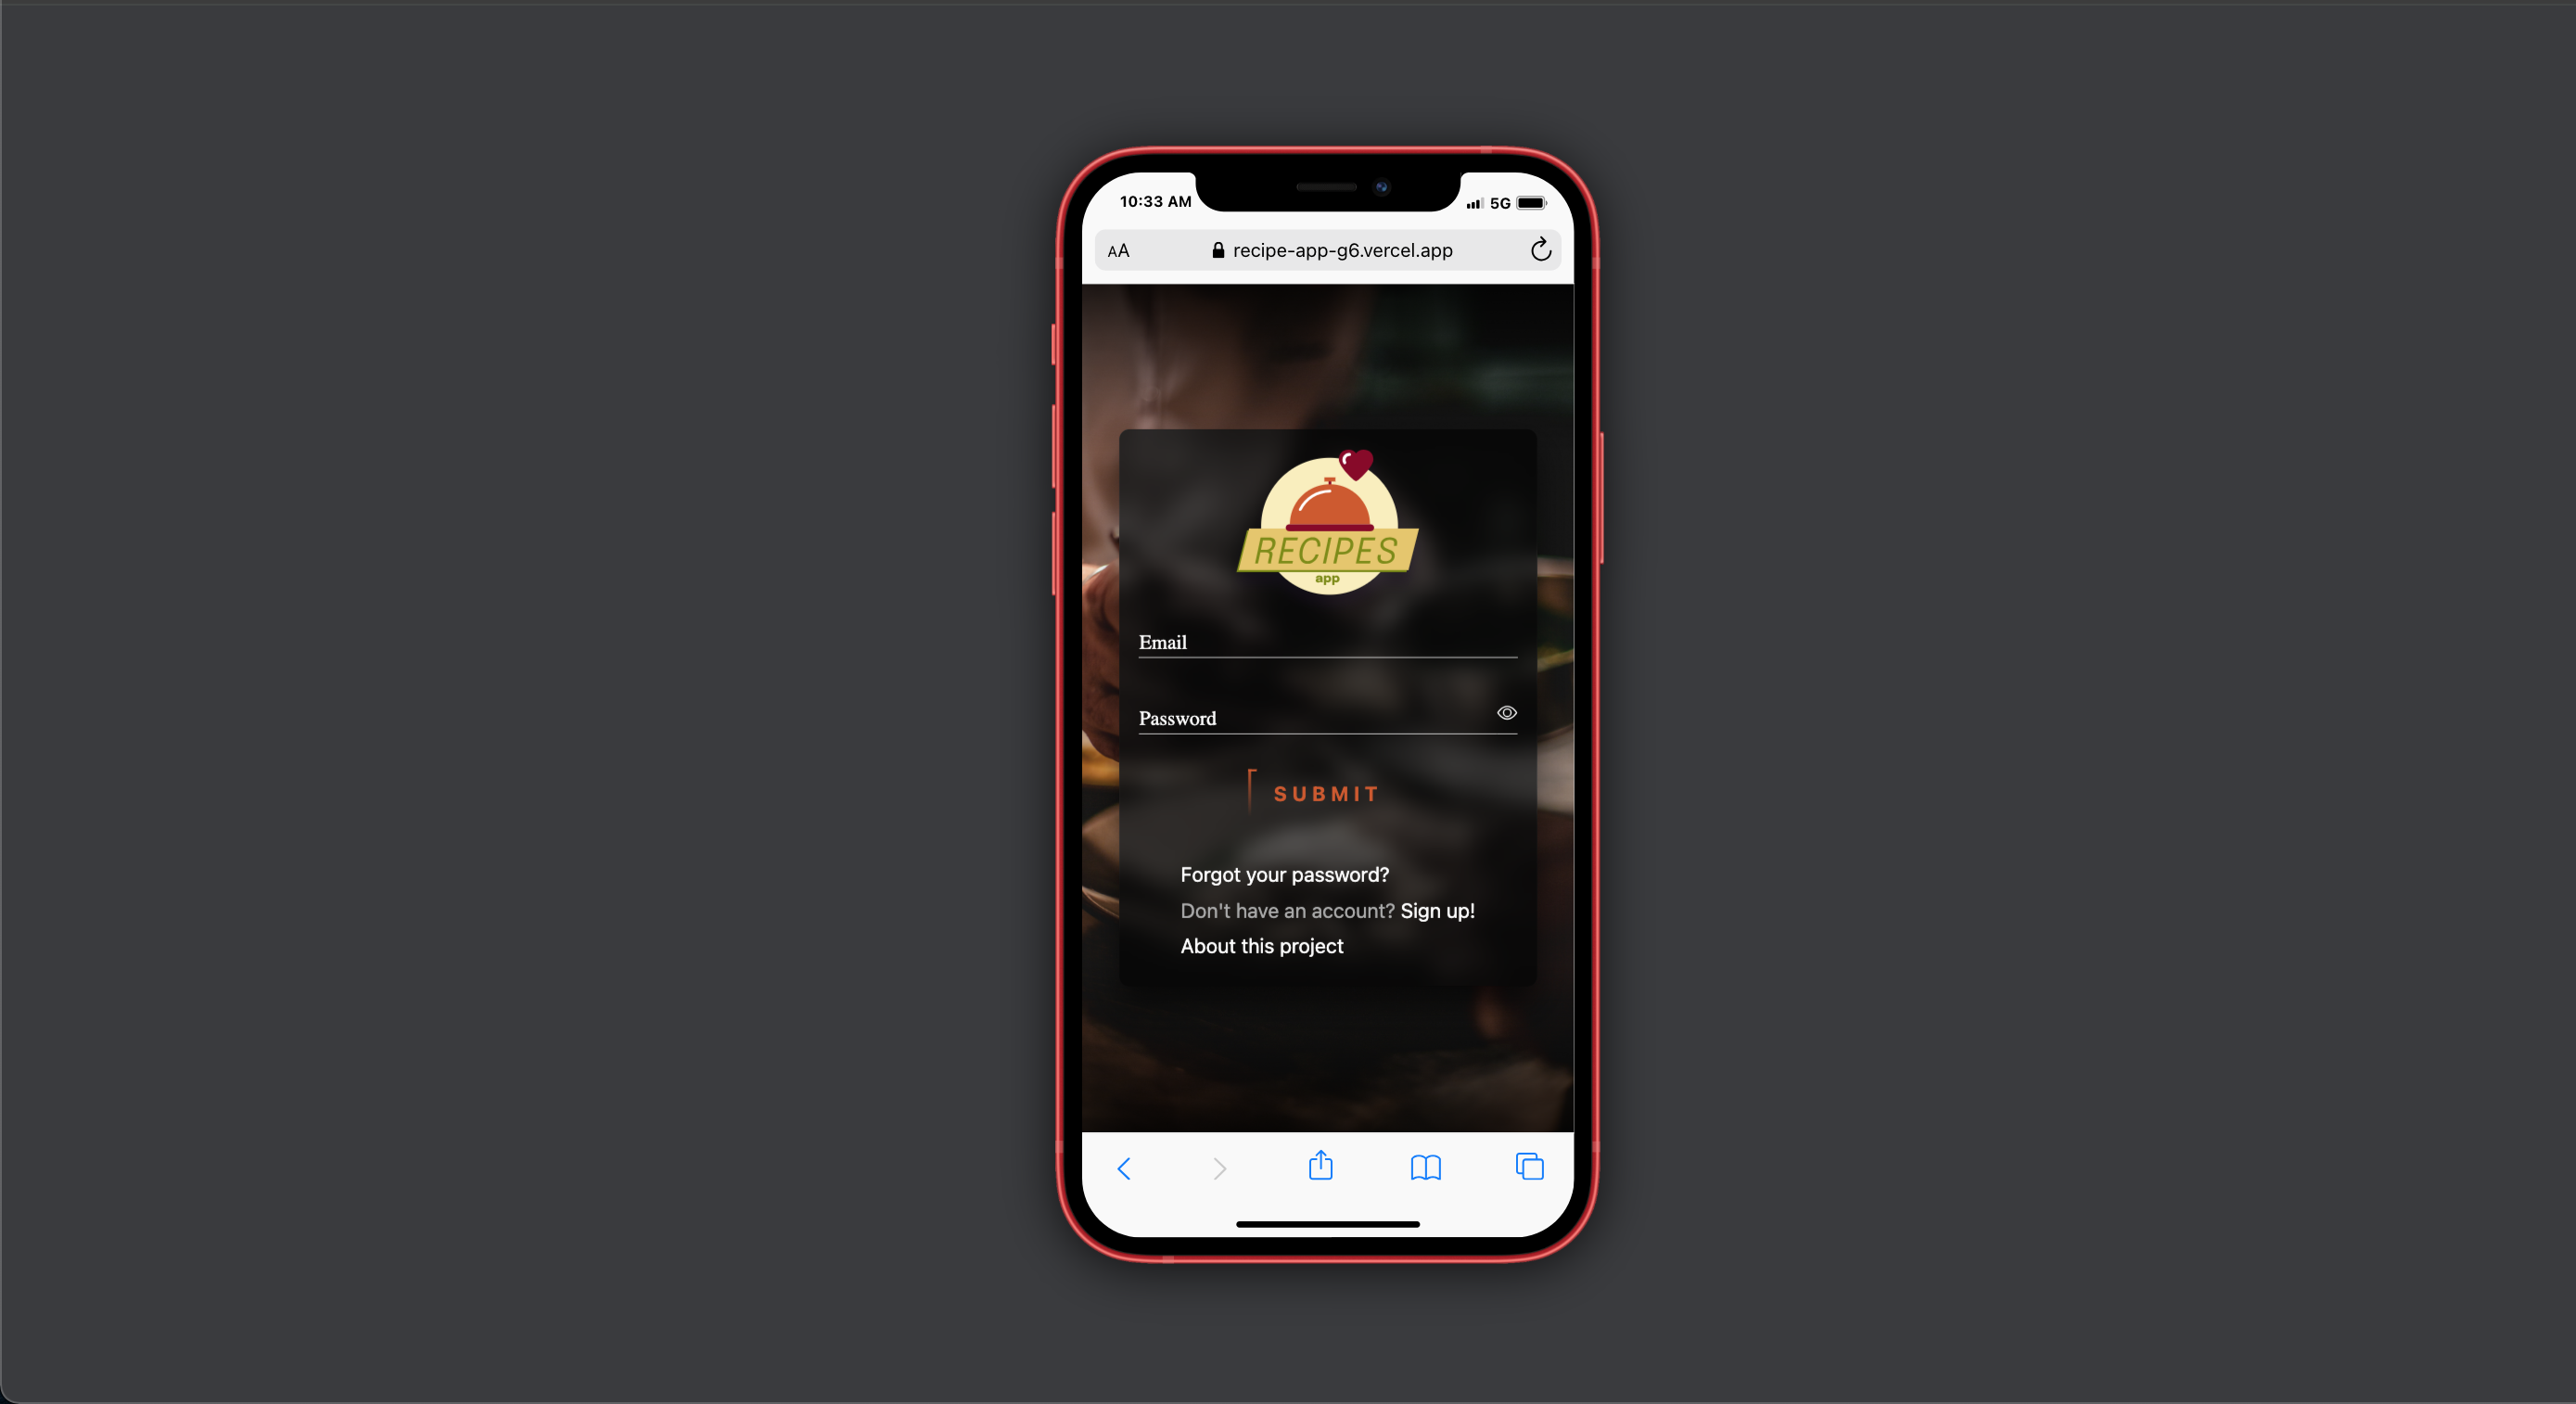 10:33 AM 5G
AA recipe-app-g6.vercel.app
RECIPES
app
Email
Password
SUBMIT
Forgot your password?
Don't have an account? Sign up!
About this project